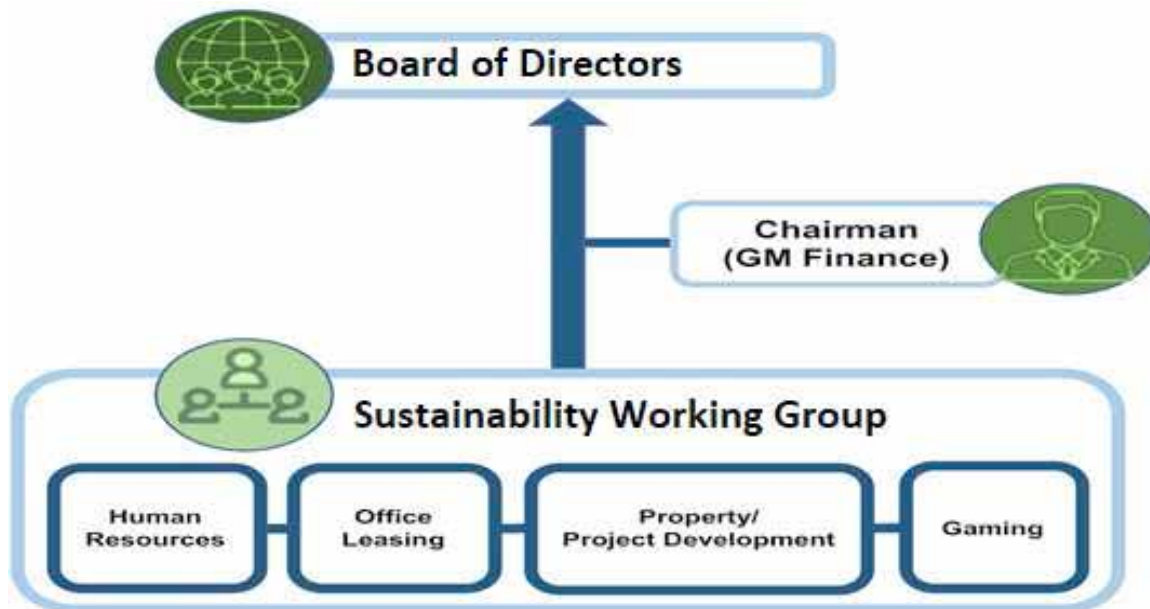 Board of Directors
Chairman
(GM Finance)
Sustainability Working Group
Human
Resources
Office
Leasing
Property/
Project Development
Gaming